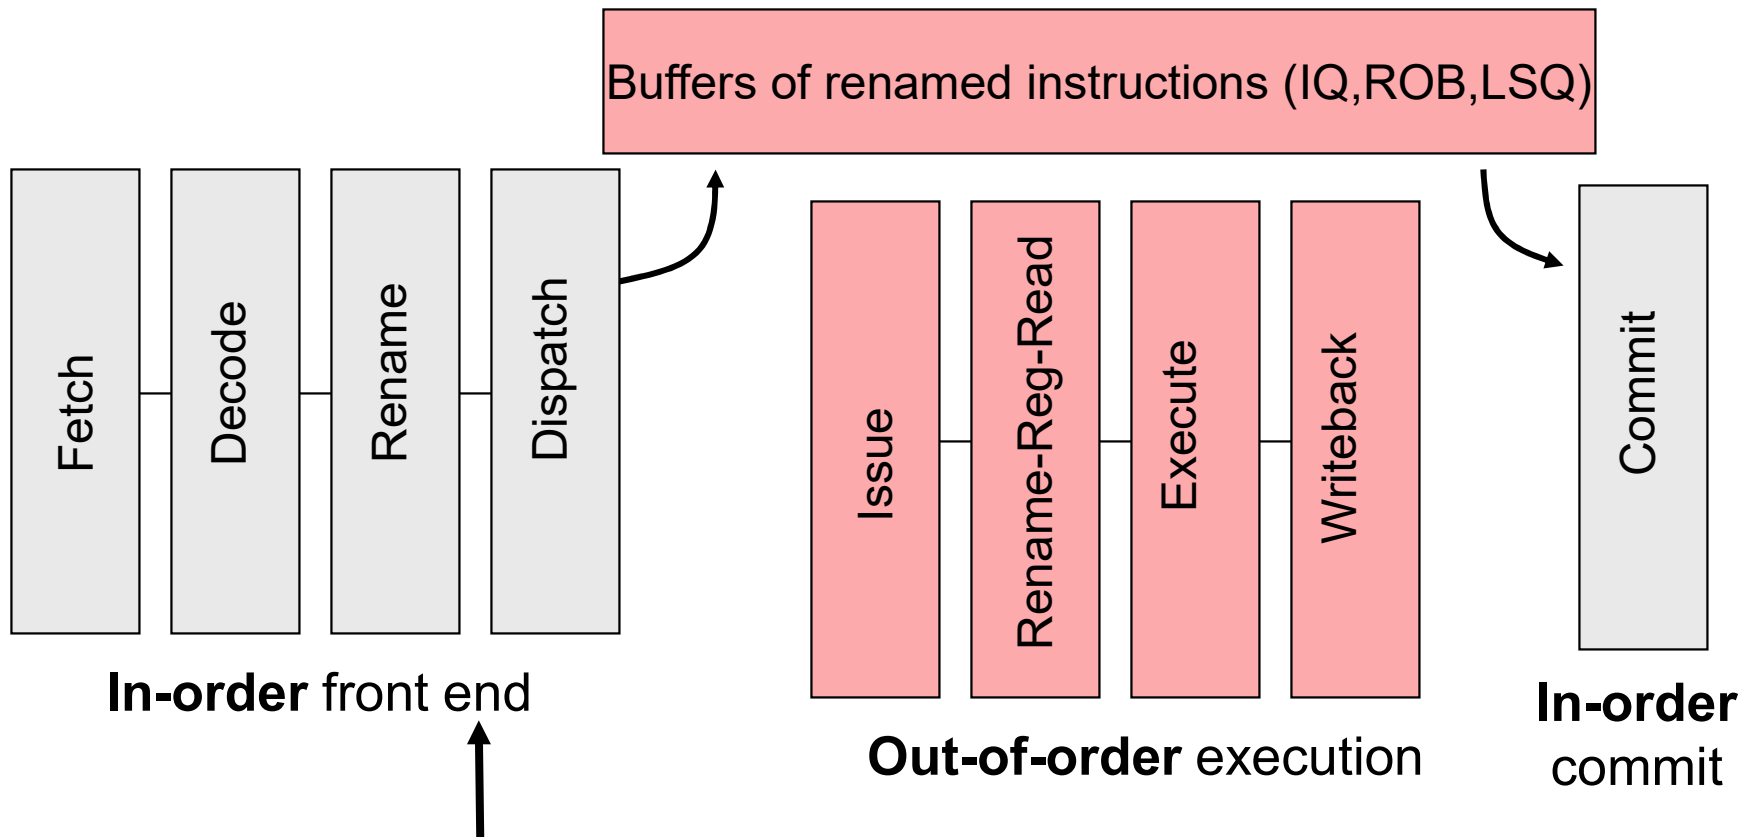 Buffers of renamed instructions (IQ,ROB,LSQ)
Fetch
Decode
Rename
Dispatch
Issue
Rename-Reg-Read
Execute
Writeback
Commit
In-order front end
Out-of-order execution
In-order
commit